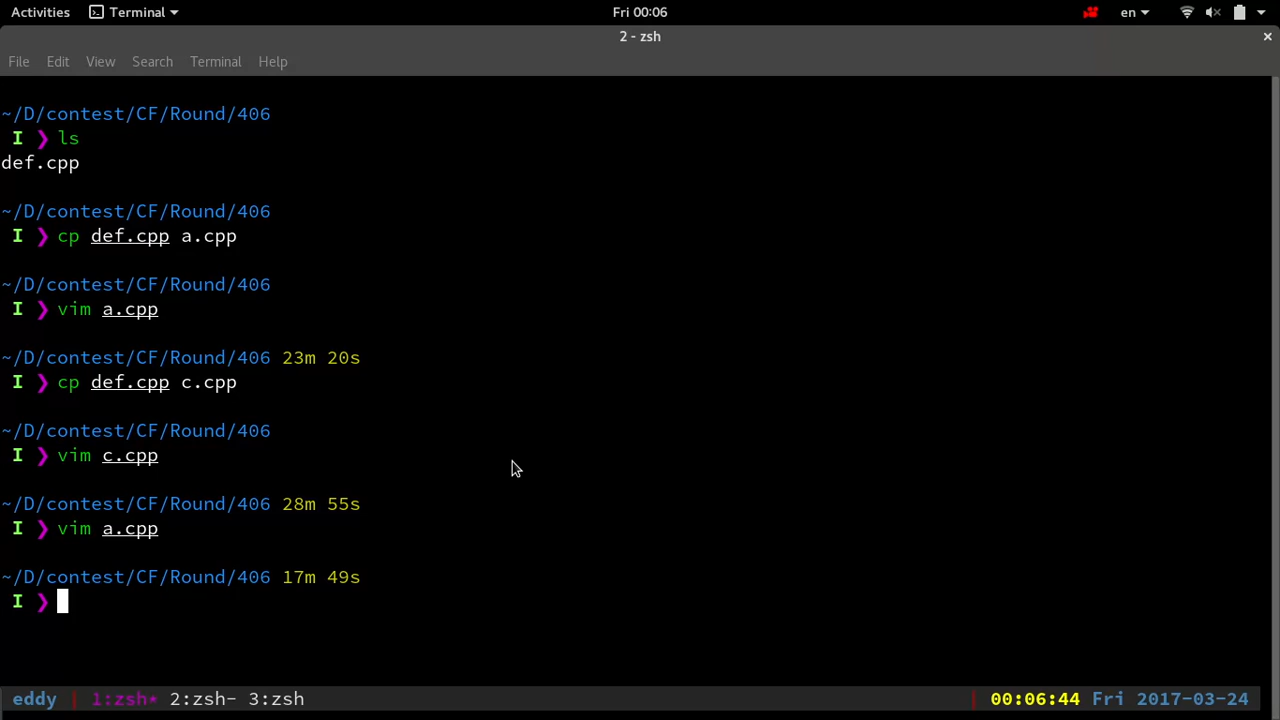 Activities Terminal Fri 00:06 en
2 - zsh
File Edit View Search Terminal Help
~/D/contest/CF/Round/406
I ❯ ls
def.cpp
~/D/contest/CF/Round/406
I ❯ cp def.cpp a.cpp
~/D/contest/CF/Round/406
I ❯ vim a.cpp
~/D/contest/CF/Round/406 23m 20s
I ❯ cp def.cpp c.cpp
~/D/contest/CF/Round/406
I ❯ vim c.cpp
~/D/contest/CF/Round/406 28m 55s
I ❯ vim a.cpp
~/D/contest/CF/Round/406 17m 49s
I ❯
eddy | 1:zsh* 2:zsh- 3:zsh | 00:06:44 Fri 2017-03-24